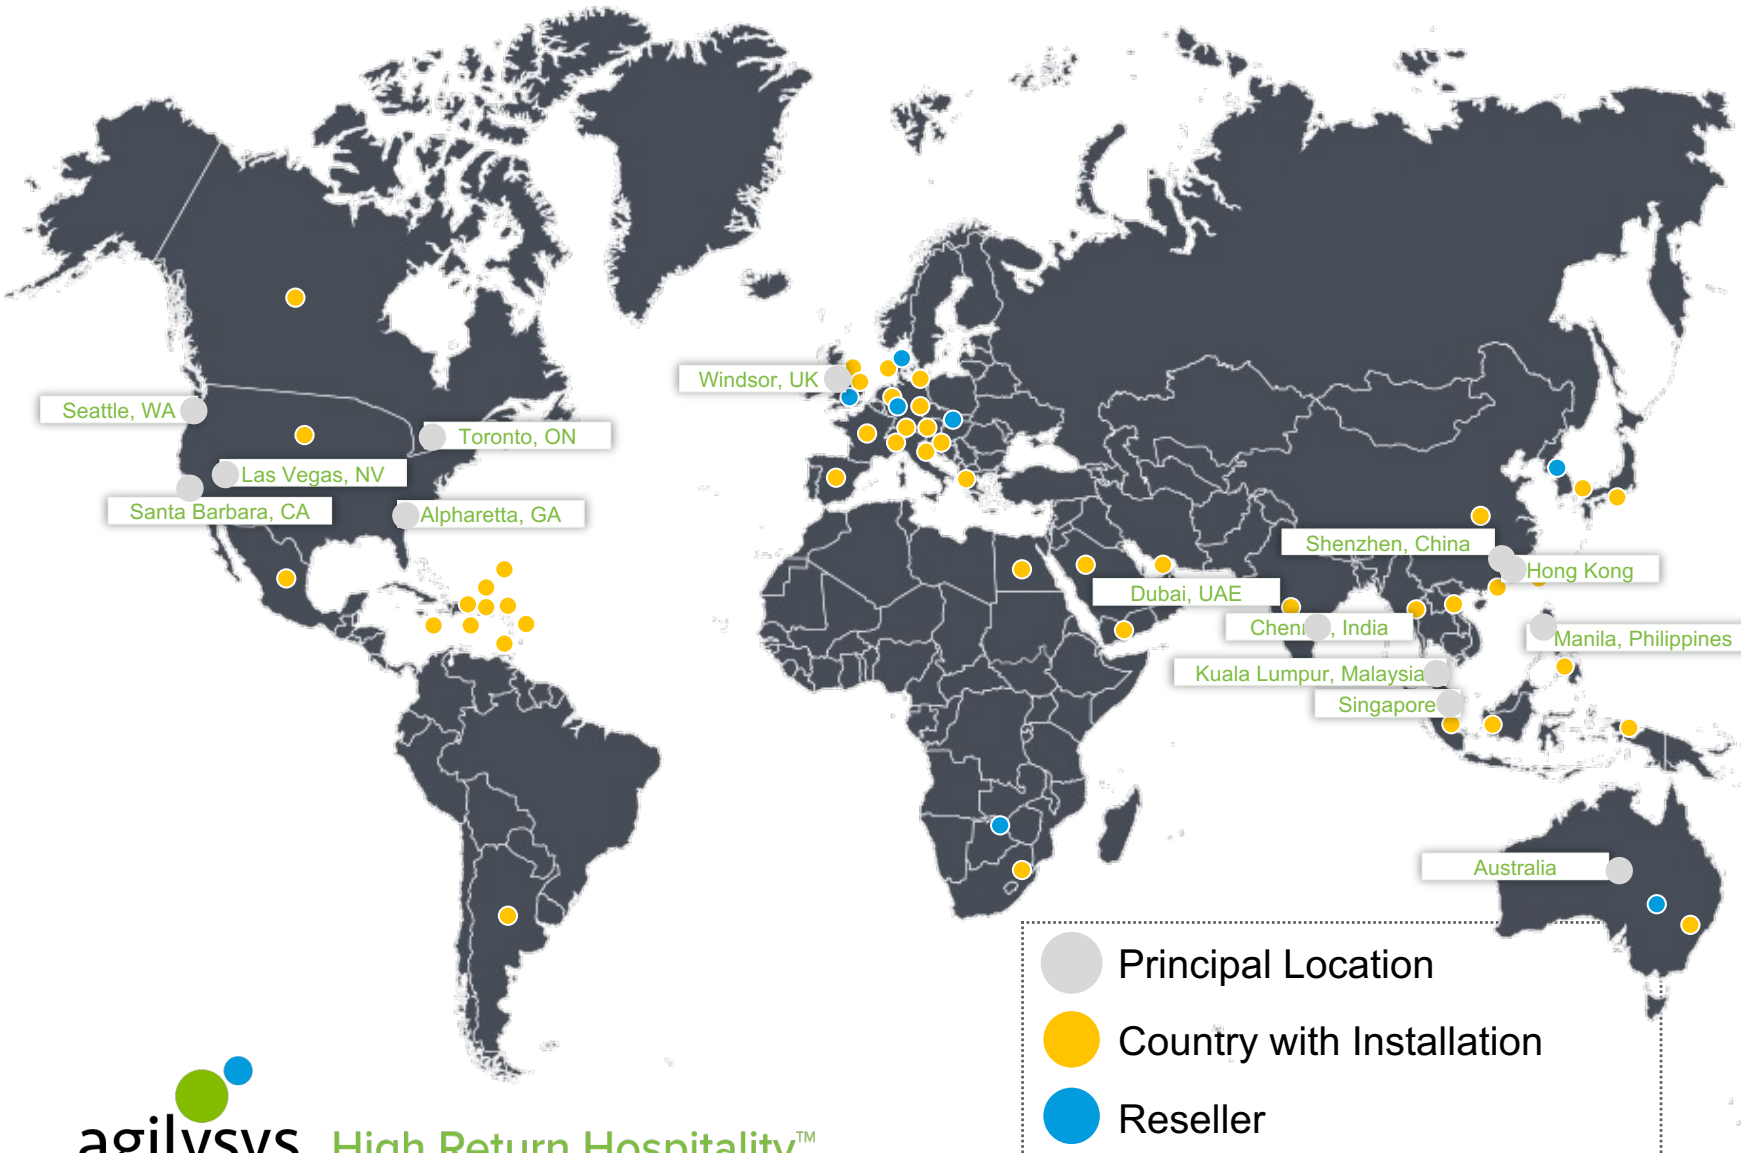 Windsor, UK
Seattle, WA
Toronto, ON
Las Vegas, NV
Santa Barbara, CA
Alpharetta, GA
Shenzhen, China
Hong Kong
Dubai, UAE
Chennai, India
Manila, Philippines
Kuala Lumpur, Malaysia
Singapore
Australia
Principal Location
Country with Installation
Reseller
agilysys High Return Hospitality™